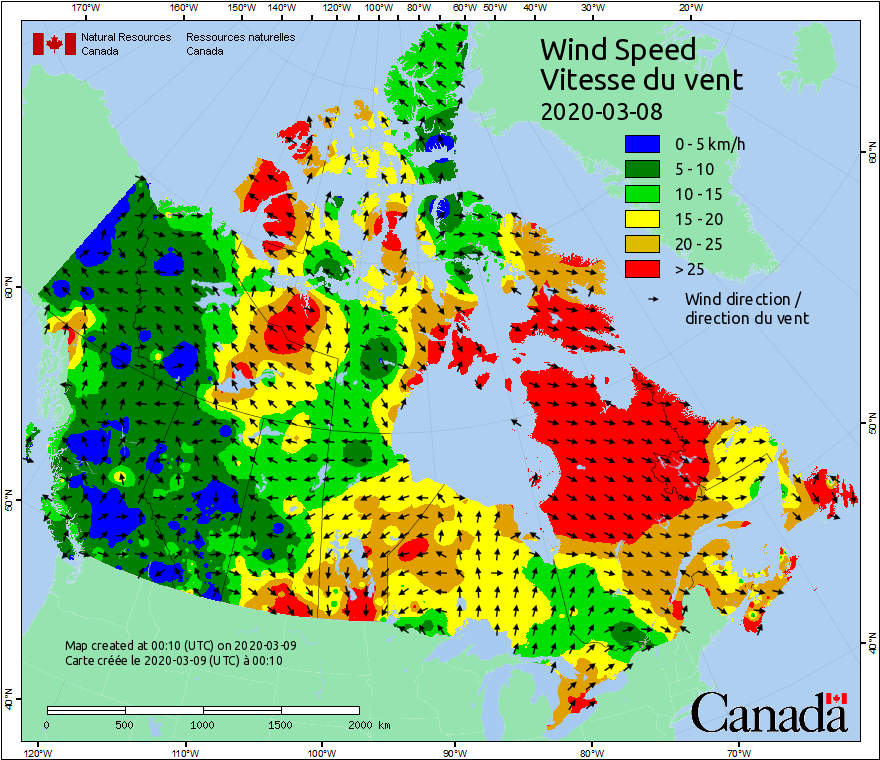 170°W 160°W 150°W 140°W 120°W 100°W 80°W 60°W 50°W 40°W 30°W 20°W
Natural Resources Ressources naturelles
Canada Canada
Wind Speed
Vitesse du vent
2020-03-08
0 - 5 km/h
5 - 10
10 - 15
15 - 20
20 - 25
> 25
Wind direction /
direction du vent
60°N 60°N
50°N 50°N
40°N 40°N
Map created at 00:10 (UTC) on 2020-03-09
Carte créée le 2020-03-09 (UTC) à 00:10
0 500 1000 1500 2000 km
Canada
120°W 110°W 100°W 90°W 80°W 70°W